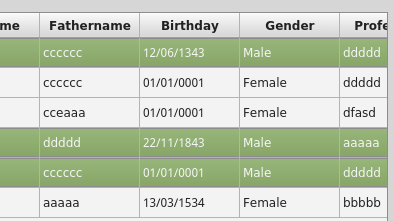 me Fathername Birthday Gender Profe
cccccc 12/06/1343 Male ddddd
cccccc 01/01/0001 Female ddddd
cceaaa 01/01/0001 Female dfasd
ddddd 22/11/1843 Male aaaaa
cccccc 01/01/0001 Male ddddd
aaaaa 13/03/1534 Female bbbbb